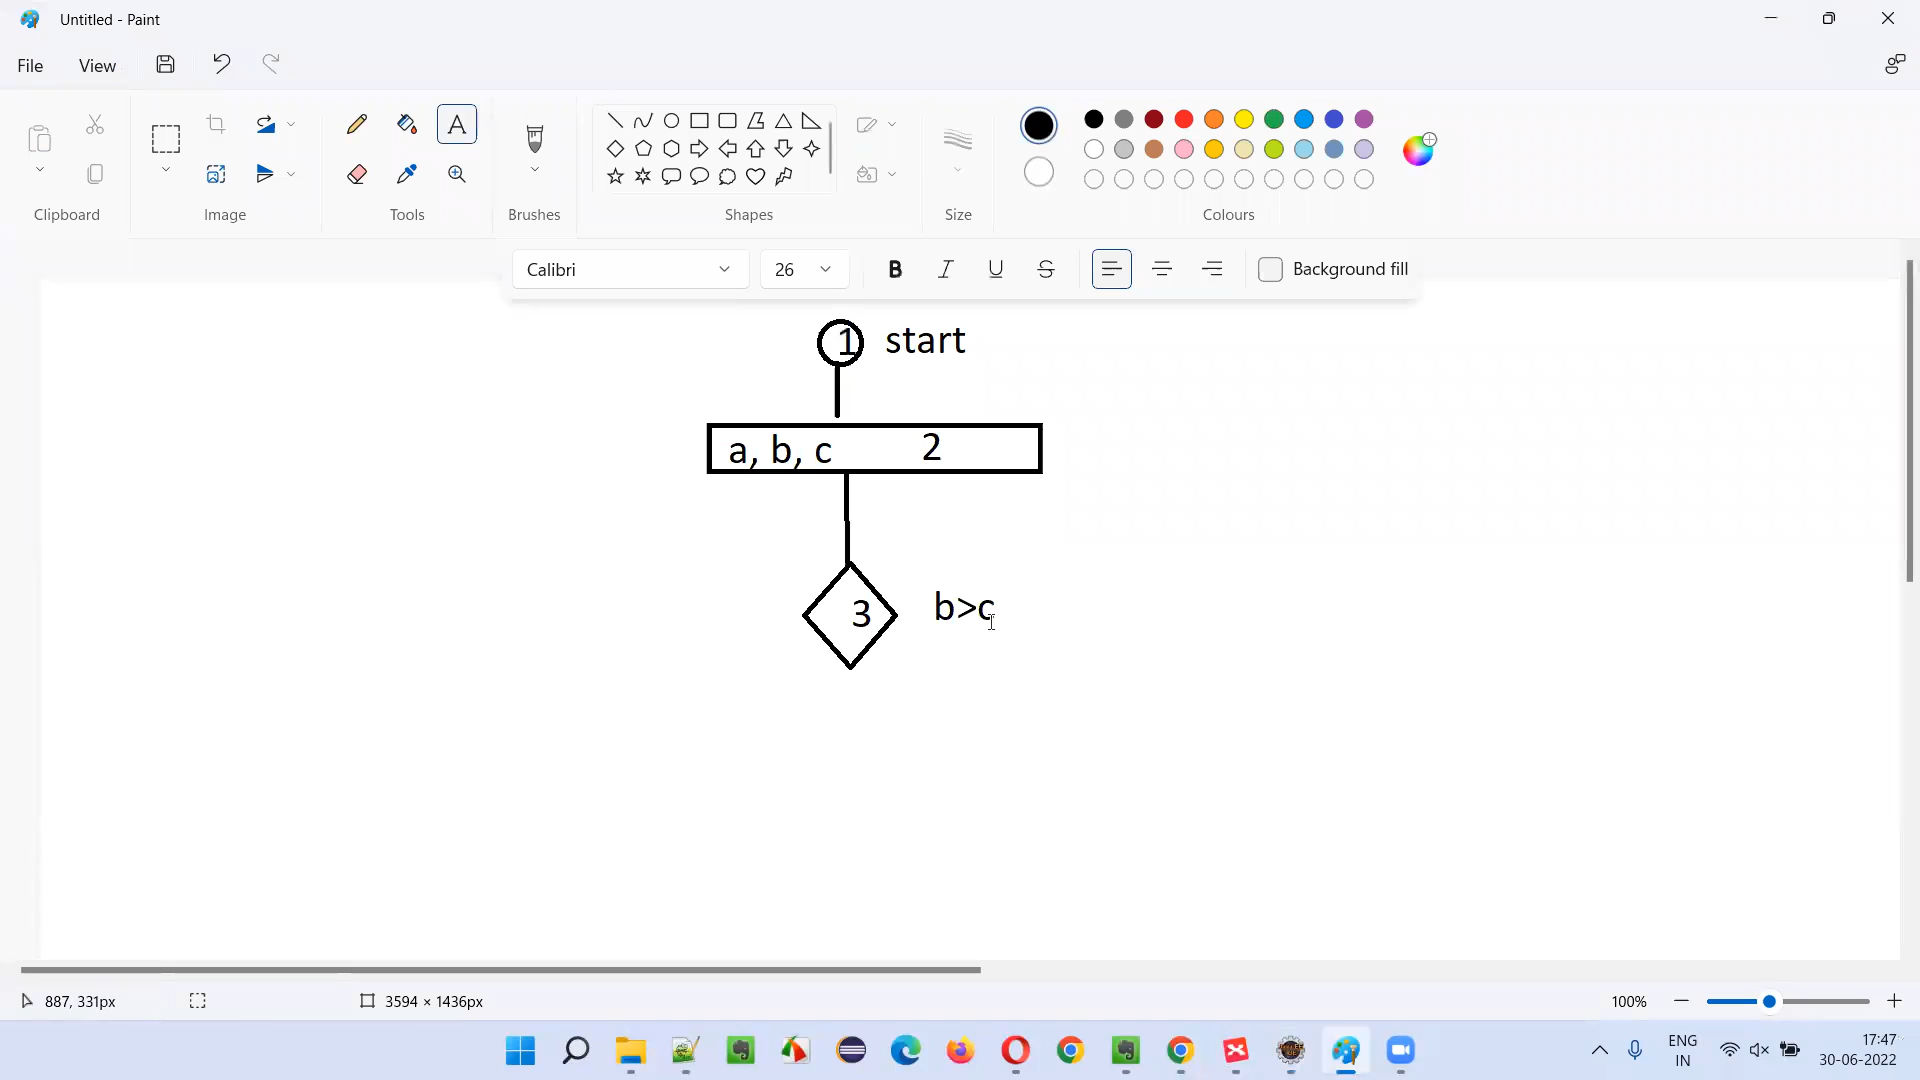 Untitled - Paint
File View
Clipboard
Image
Tools
Brushes
Shapes
Size
Colours
Calibri 26 B I U S Background fill
1 start
a, b, c 2
3 b>c
887, 331px
3594 × 1436px
100%
ENG
IN
17:47
30-06-2022